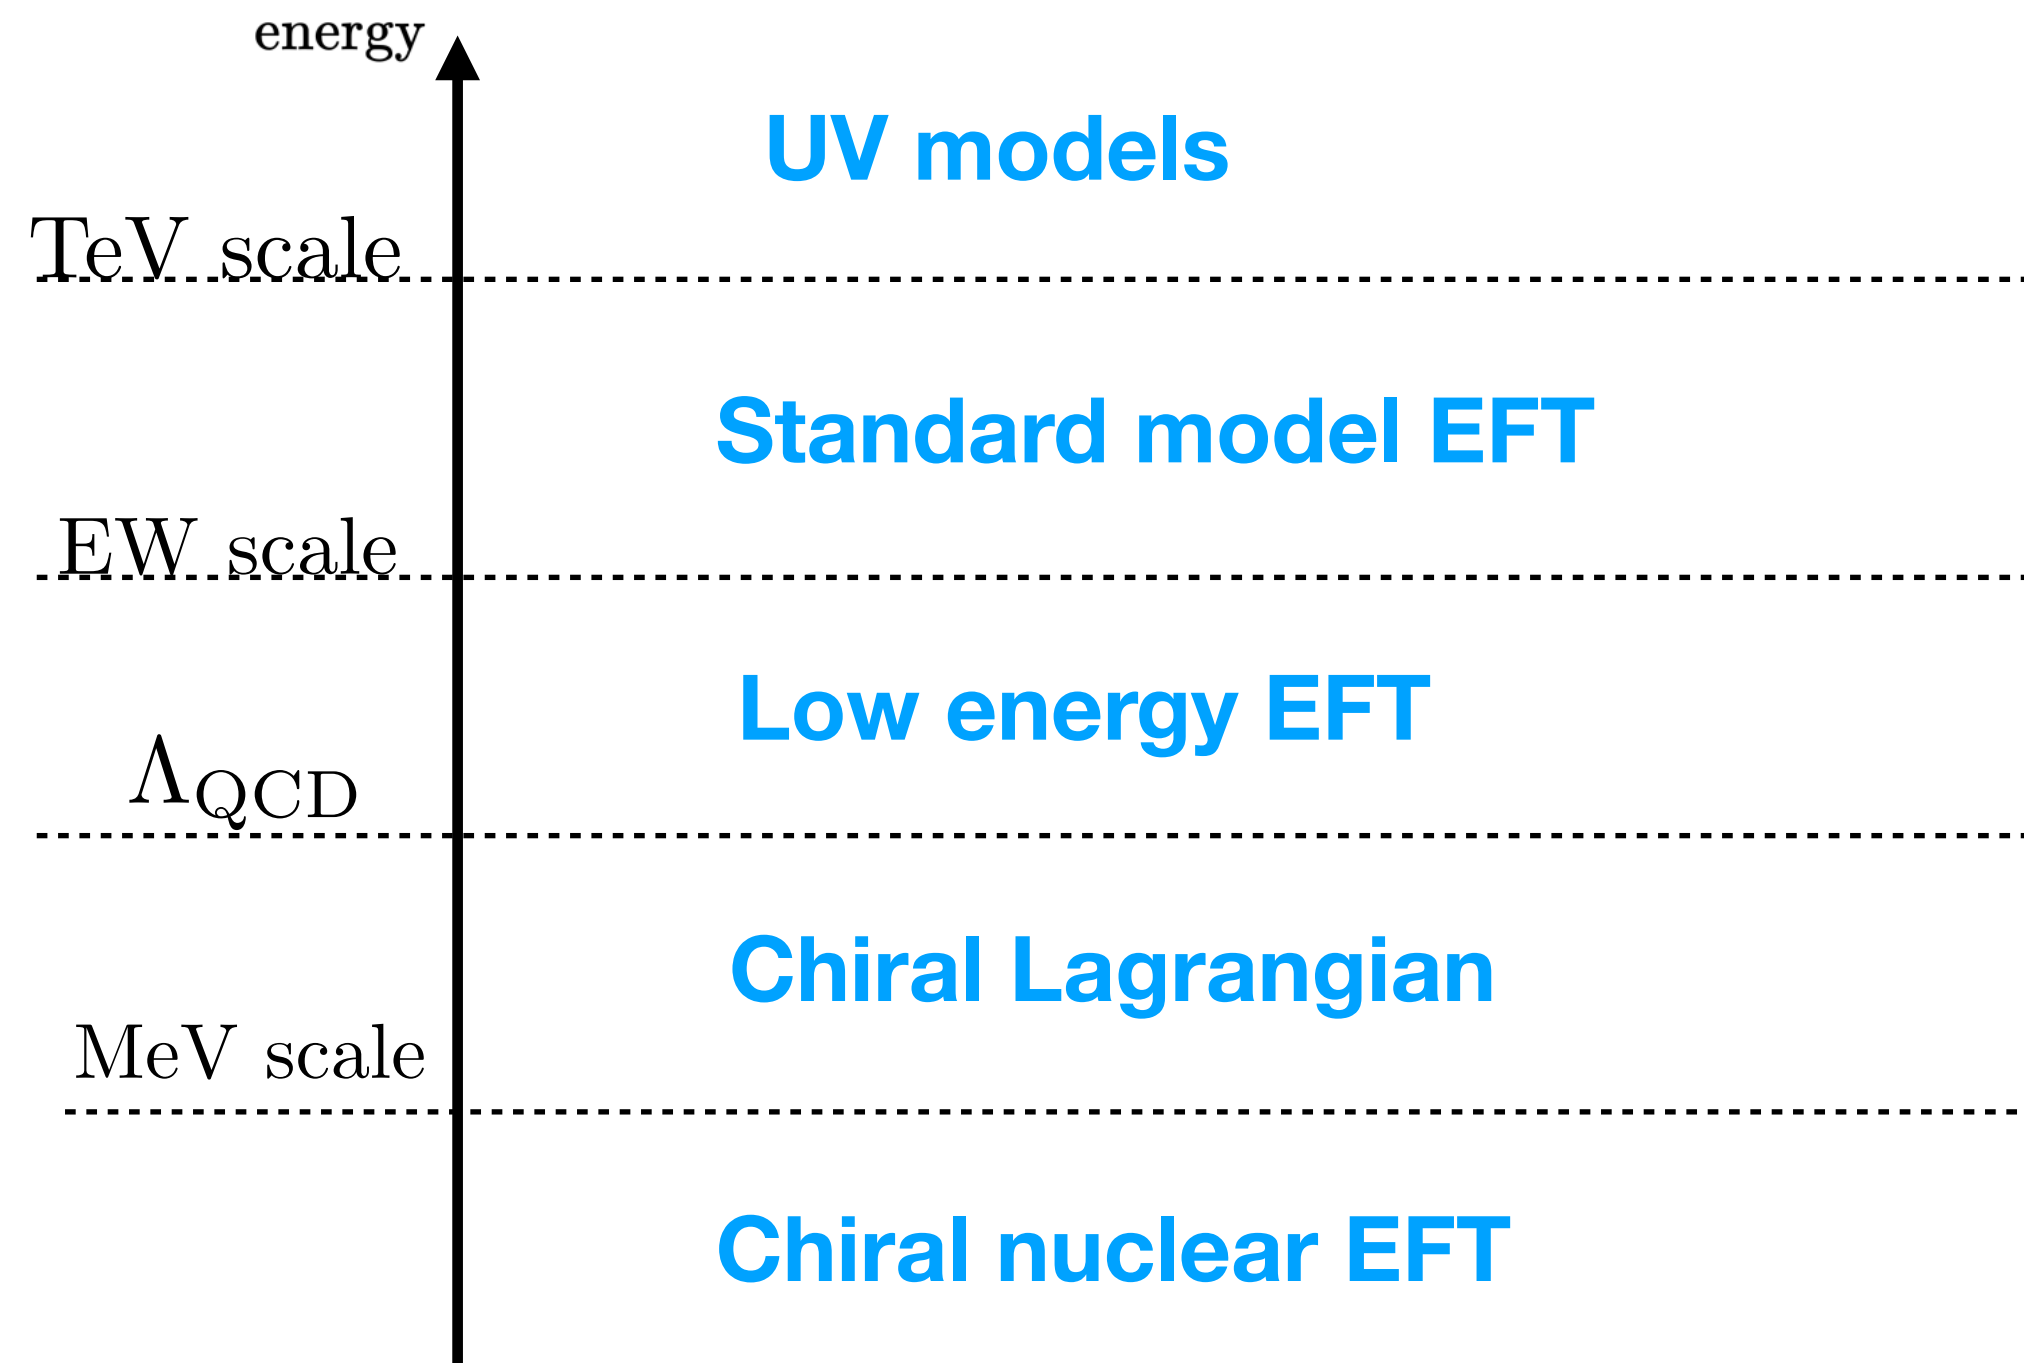 energy
UV models
TeV scale
Standard model EFT
EW scale
Low energy EFT
Λ_QCD
Chiral Lagrangian
MeV scale
Chiral nuclear EFT